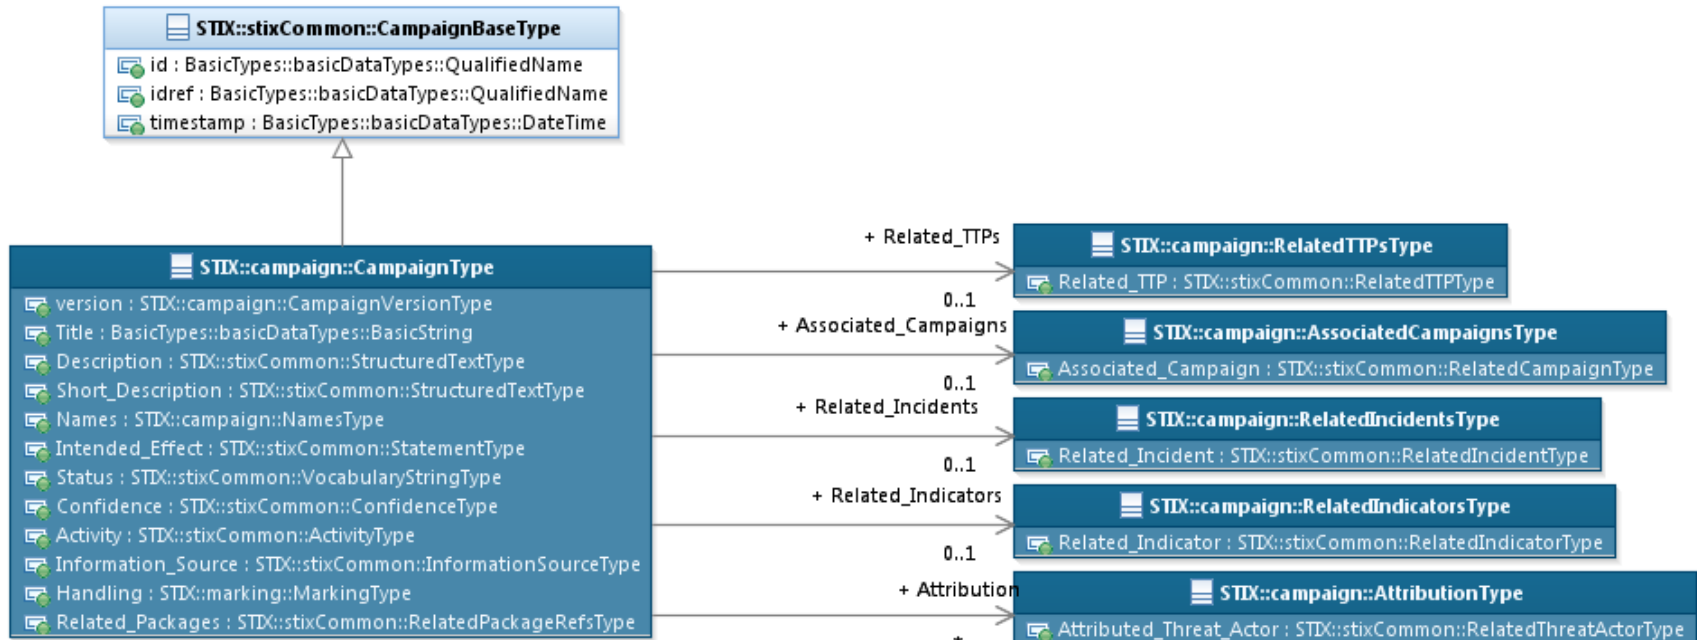 STIX::stixCommon::CampaignBaseType
id : BasicTypes::basicDataTypes::QualifiedName
idref : BasicTypes::basicDataTypes::QualifiedName
timestamp : BasicTypes::basicDataTypes::DateTime
STIX::campaign::CampaignType
version : STIX::campaign::CampaignVersionType
Title : BasicTypes::basicDataTypes::BasicString
Description : STIX::stixCommon::StructuredTextType
Short_Description : STIX::stixCommon::StructuredTextType
Names : STIX::campaign::NamesType
Intended_Effect : STIX::stixCommon::StatementType
Status : STIX::stixCommon::VocabularyStringType
Confidence : STIX::stixCommon::ConfidenceType
Activity : STIX::stixCommon::ActivityType
Information_Source : STIX::stixCommon::InformationSourceType
Handling : STIX::marking::MarkingType
Related_Packages : STIX::stixCommon::RelatedPackageRefsType
+ Related_TTPs
0..1
STIX::campaign::RelatedTTPsType
Related_TTP : STIX::stixCommon::RelatedTTPType
+ Associated_Campaigns
0..1
STIX::campaign::AssociatedCampaignsType
Associated_Campaign : STIX::stixCommon::RelatedCampaignType
+ Related_Incidents
0..1
STIX::campaign::RelatedIncidentsType
Related_Incident : STIX::stixCommon::RelatedIncidentType
+ Related_Indicators
0..1
STIX::campaign::RelatedIndicatorsType
Related_Indicator : STIX::stixCommon::RelatedIndicatorType
+ Attribution
*
STIX::campaign::AttributionType
Attributed_Threat_Actor : STIX::stixCommon::RelatedThreatActorType